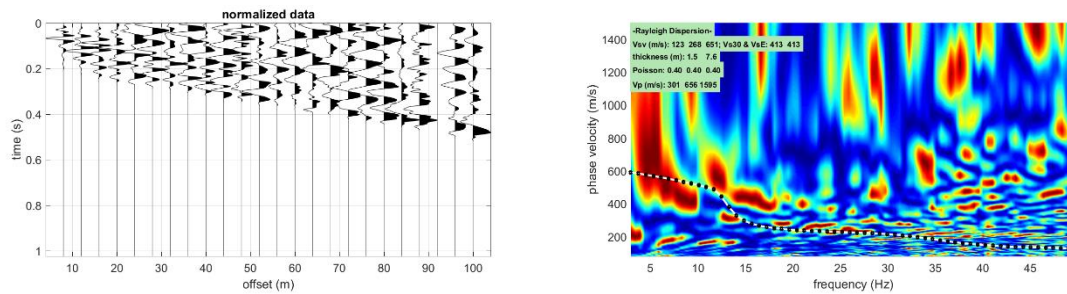 normalized data
0
0.2
0.4
0.6
0.8
1
time (s)
10 20 30 40 50 60 70 80 90 100
offset (m)
-Rayleigh Dispersion-
Vsv (m/s): 123 268 651; Vs30 & VsE: 413 413
thickness (m): 1.5 7.6
Poisson: 0.40 0.40 0.40
Vp (m/s): 301 656 1595
1400
1200
1000
800
600
400
200
phase velocity (m/s)
5 10 15 20 25 30 35 40 45
frequency (Hz)